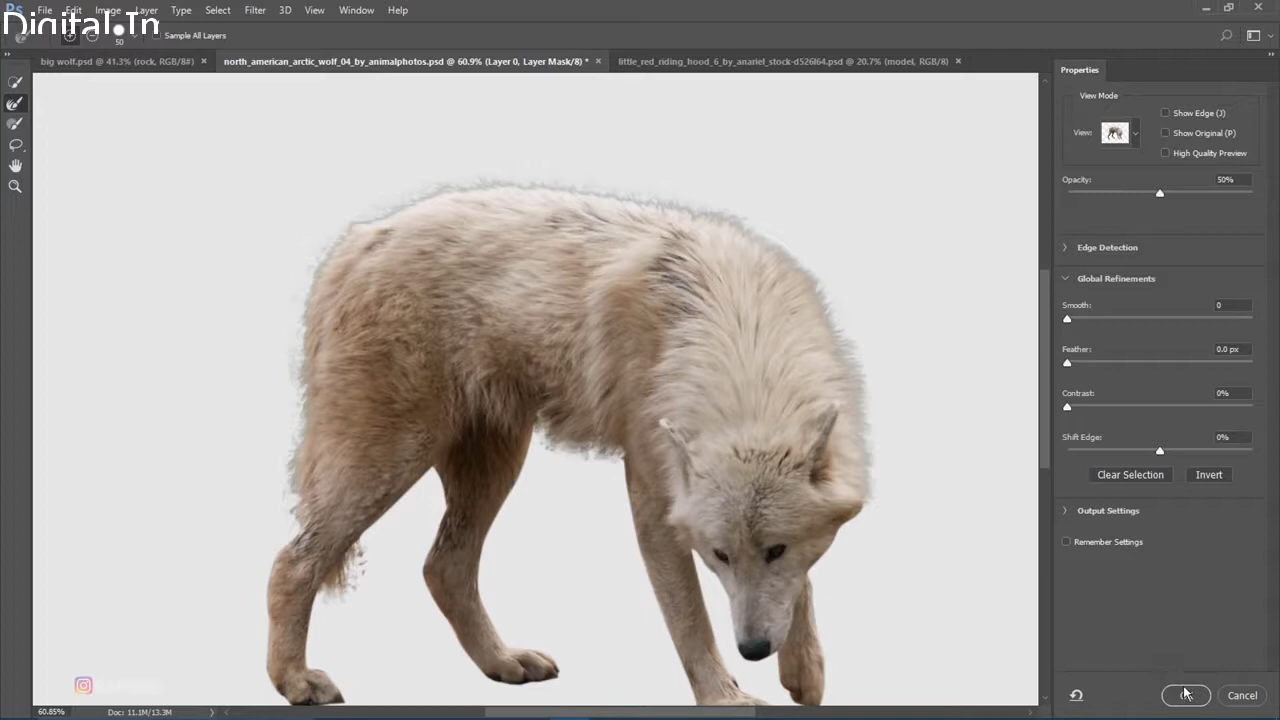 Ps File Edit Image Layer Type Select Filter 3D View Window Help
Digital In
50
Sample All Layers
big wolf.psd @ 41.3% (rock, RGB/8#)
north_american_arctic_wolf_04_by_animalphotos.psd @ 60.9% (Layer 0, Layer Mask/8) *
little_red_riding_hood_6_by_anariel_stock-d526l64.psd @ 20.7% (model, RGB/8)
Properties
View Mode
View:
Show Edge (J)
Show Original (P)
High Quality Preview
Opacity: 50%
Edge Detection
Global Refinements
Smooth: 0
Feather: 0.0 px
Contrast: 0%
Shift Edge: 0%
Clear Selection Invert
Output Settings
Remember Settings
Cancel
60.85% Doc: 11.1M/13.3M